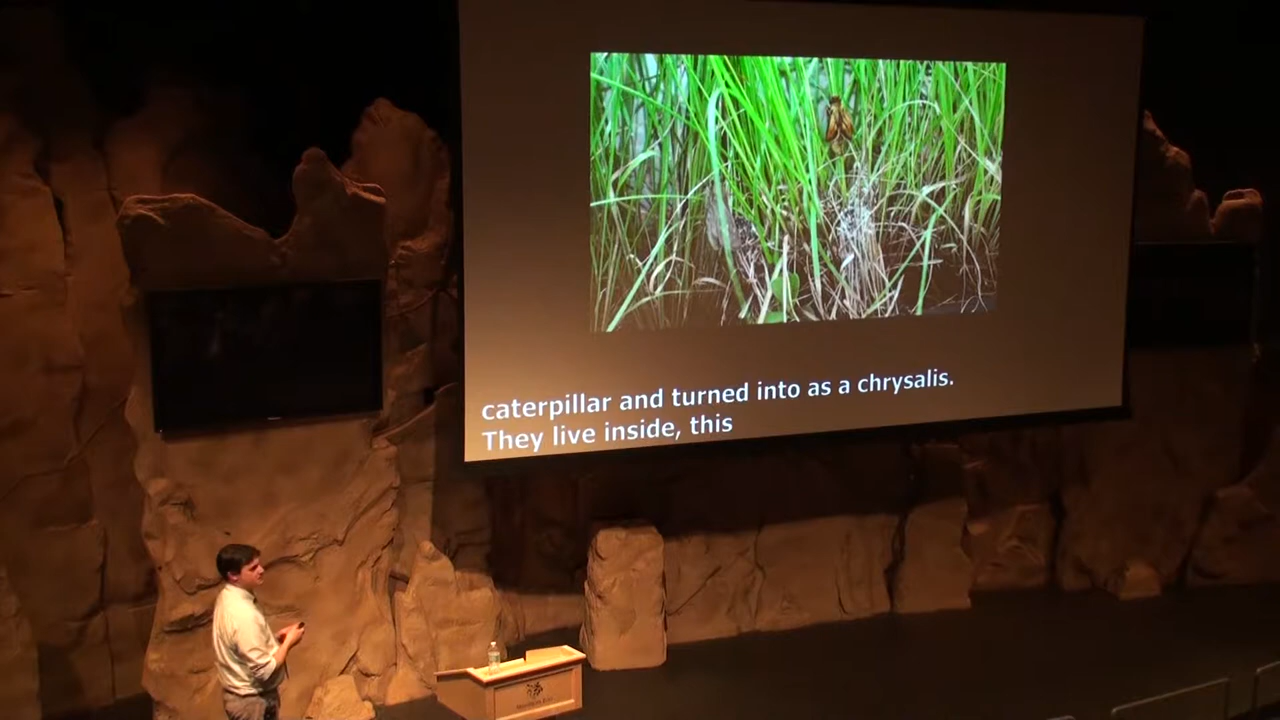 caterpillar and turned into as a chrysalis.
They live inside, this